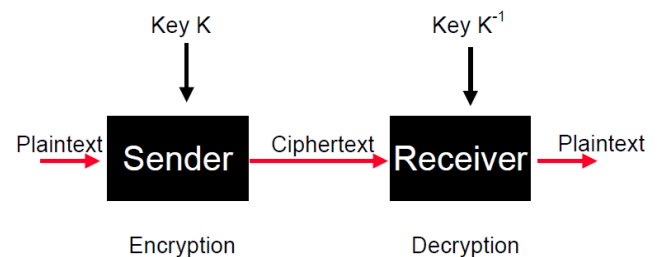 Key K
Key K⁻¹
Plaintext
Sender
Ciphertext
Receiver
Plaintext
Encryption
Decryption